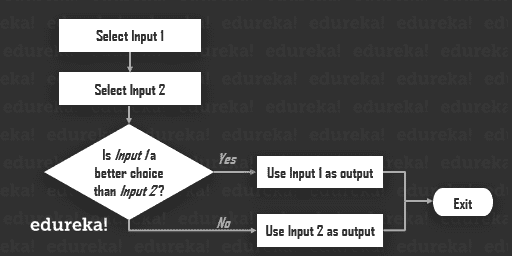 Select Input 1
Select Input 2
Is Input 1 a
better choice
than Input 2'?
Yes
Use Input 1 as output
No
Use Input 2 as output
Exit
edureka!